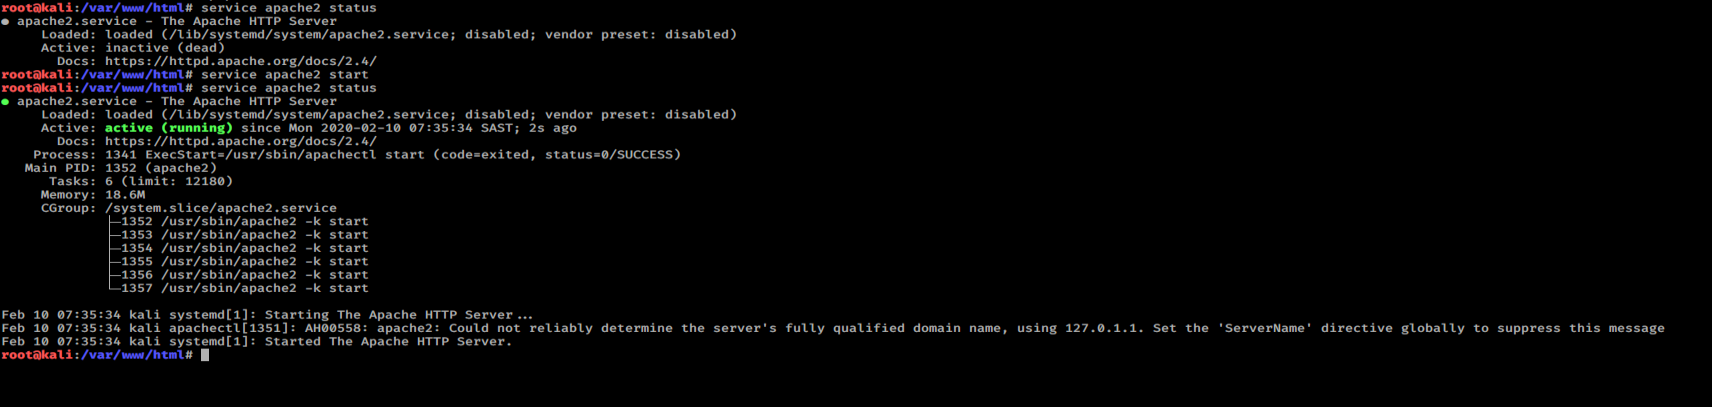 root@kali:/var/www/html# service apache2 status
● apache2.service - The Apache HTTP Server
     Loaded: loaded (/lib/systemd/system/apache2.service; disabled; vendor preset: disabled)
     Active: inactive (dead)
       Docs: https://httpd.apache.org/docs/2.4/
root@kali:/var/www/html# service apache2 start
root@kali:/var/www/html# service apache2 status
● apache2.service - The Apache HTTP Server
     Loaded: loaded (/lib/systemd/system/apache2.service; disabled; vendor preset: disabled)
     Active: active (running) since Mon 2020-02-10 07:35:34 SAST; 2s ago
       Docs: https://httpd.apache.org/docs/2.4/
    Process: 1341 ExecStart=/usr/sbin/apachectl start (code=exited, status=0/SUCCESS)
   Main PID: 1352 (apache2)
      Tasks: 6 (limit: 12180)
     Memory: 18.6M
     CGroup: /system.slice/apache2.service
             ├─1352 /usr/sbin/apache2 -k start
             ├─1353 /usr/sbin/apache2 -k start
             ├─1354 /usr/sbin/apache2 -k start
             ├─1355 /usr/sbin/apache2 -k start
             ├─1356 /usr/sbin/apache2 -k start
             └─1357 /usr/sbin/apache2 -k start

Feb 10 07:35:34 kali systemd[1]: Starting The Apache HTTP Server...
Feb 10 07:35:34 kali apachectl[1351]: AH00558: apache2: Could not reliably determine the server's fully qualified domain name, using 127.0.1.1. Set the 'ServerName' directive globally to suppress this message
Feb 10 07:35:34 kali systemd[1]: Started The Apache HTTP Server.
root@kali:/var/www/html#